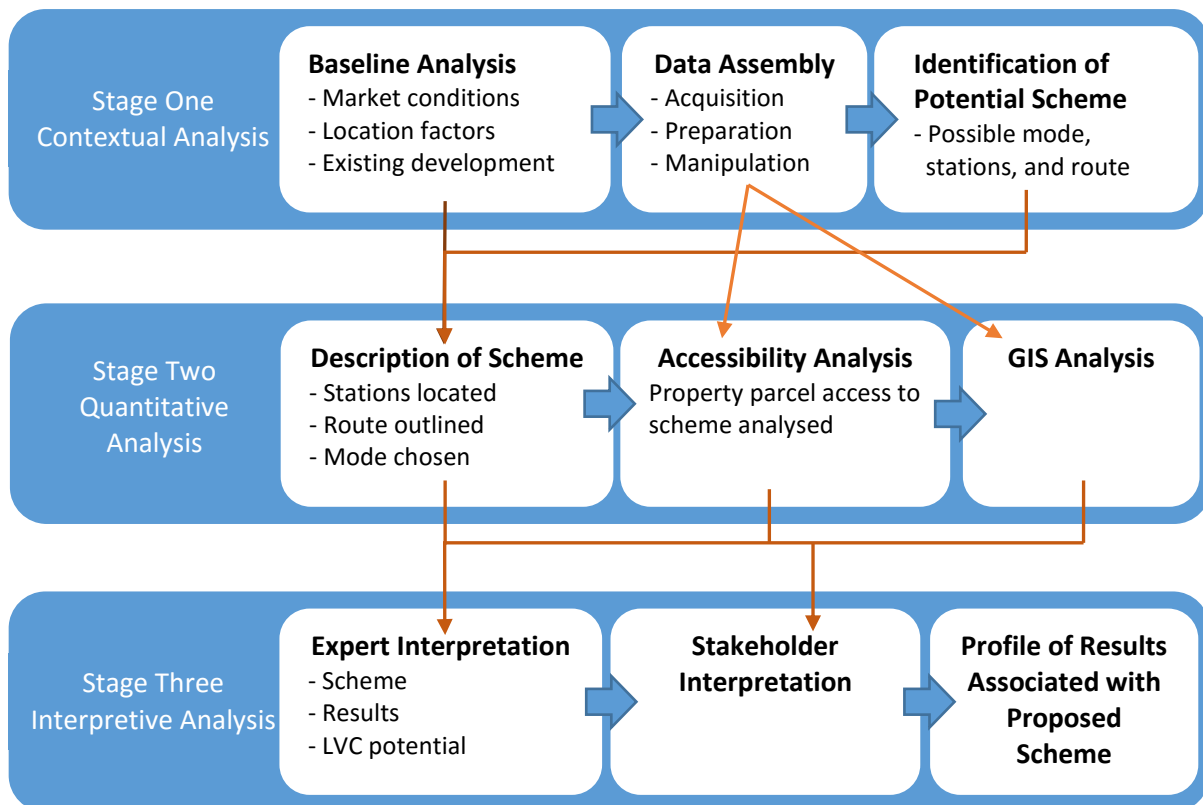 Stage One
Contextual Analysis
Baseline Analysis
- Market conditions
- Location factors
- Existing development
Data Assembly
- Acquisition
- Preparation
- Manipulation
Identification of
Potential Scheme
- Possible mode,
stations, and route
Stage Two
Quantitative
Analysis
Description of Scheme
- Stations located
- Route outlined
- Mode chosen
Accessibility Analysis
Property parcel access to
scheme analysed
GIS Analysis
Stage Three
Interpretive Analysis
Expert Interpretation
- Scheme
- Results
- LVC potential
Stakeholder
Interpretation
Profile of Results
Associated with
Proposed
Scheme